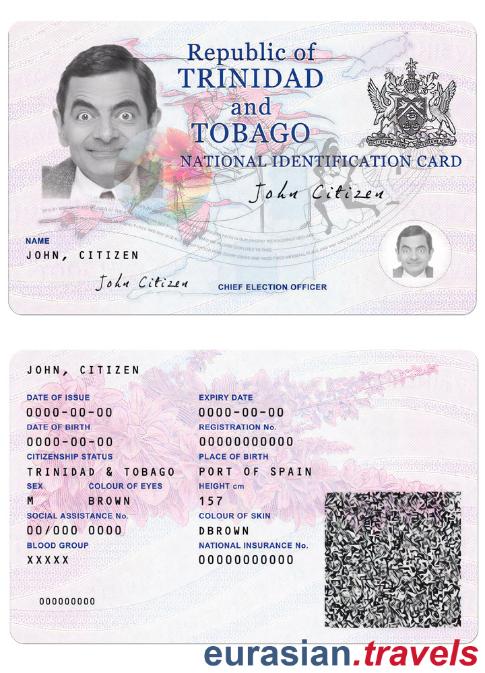 Republic of
TRINIDAD
and
TOBAGO
NATIONAL IDENTIFICATION CARD
John Citizen
NAME
JOHN, CITIZEN
John Citizen
CHIEF ELECTION OFFICER
JOHN, CITIZEN
DATE OF ISSUE EXPIRY DATE
0000-00-00 0000-00-00
DATE OF BIRTH REGISTRATION No.
0000-00-00 00000000000
CITIZENSHIP STATUS PLACE OF BIRTH
TRINIDAD & TOBAGO PORT OF SPAIN
SEX COLOUR OF EYES HEIGHT cm
M BROWN 157
SOCIAL ASSISTANCE No. COLOUR OF SKIN
00/000 0000 DBROWN
BLOOD GROUP NATIONAL INSURANCE No.
XXXXX 00000000000
000000000
eurasian.travels